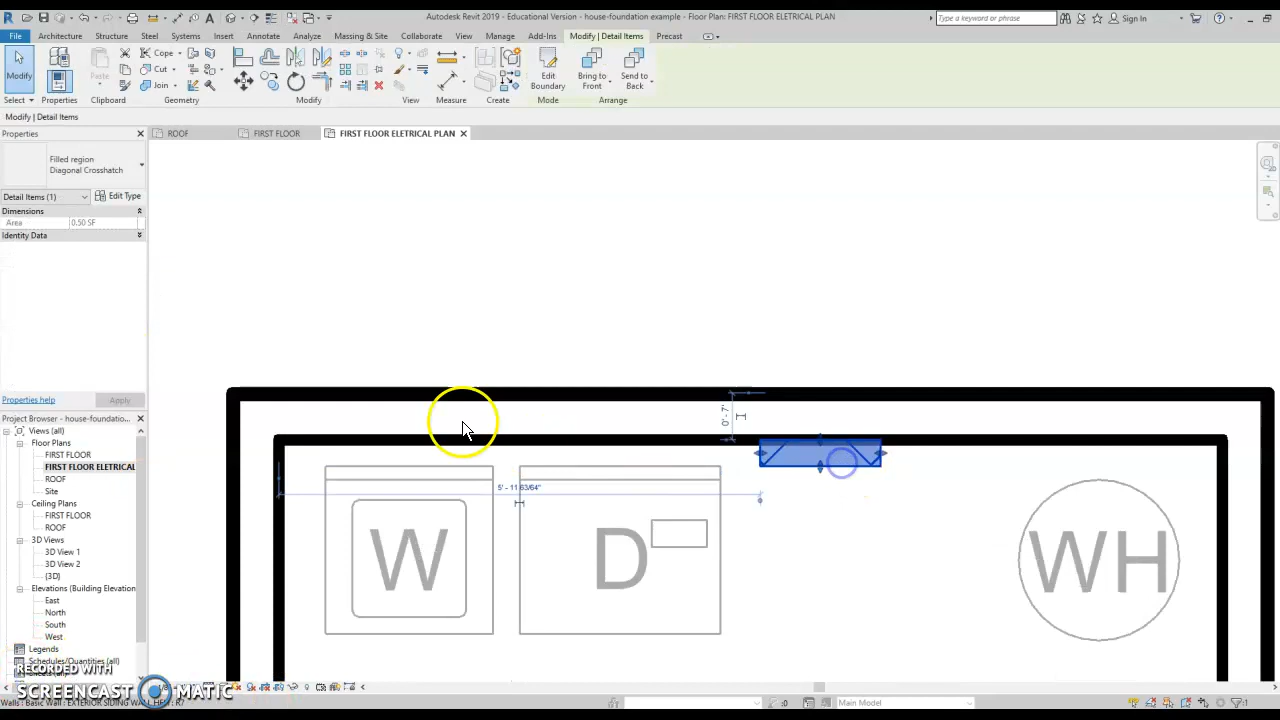 Autodesk Revit 2019 - Educational Version - house-foundation example - Floor Plan: FIRST FLOOR ELETRICAL PLAN
Type a keyword or phrase
Sign In
File Architecture Structure Steel Systems Insert Annotate Analyze Massing & Site Collaborate View Manage Add-Ins Modify | Detail Items Precast
Modify
Paste
Cope
Cut
Join
Edit Boundary
Bring to Front
Send to Back
Select Properties Clipboard Geometry Modify View Measure Create Mode Arrange
Modify | Detail Items
Properties
ROOF
FIRST FLOOR
FIRST FLOOR ELETRICAL PLAN
Filled region
Diagonal Crosshatch
Detail Items (1)
Edit Type
Dimensions
Area 0.50 SF
Identity Data
0' - 7"
5' - 11 63/64"
W
D
WH
Properties help
Apply
Project Browser - house-foundatio...
Views (all)
Floor Plans
FIRST FLOOR
FIRST FLOOR ELETRICAL
ROOF
Site
Ceiling Plans
FIRST FLOOR
ROOF
3D Views
3D View 1
3D View 2
{3D}
Elevations (Building Elevation
East
North
South
West
Legends
Schedules/Quantities (all)
RECORDED WITH
SCREENCAST MATIC
Main Model